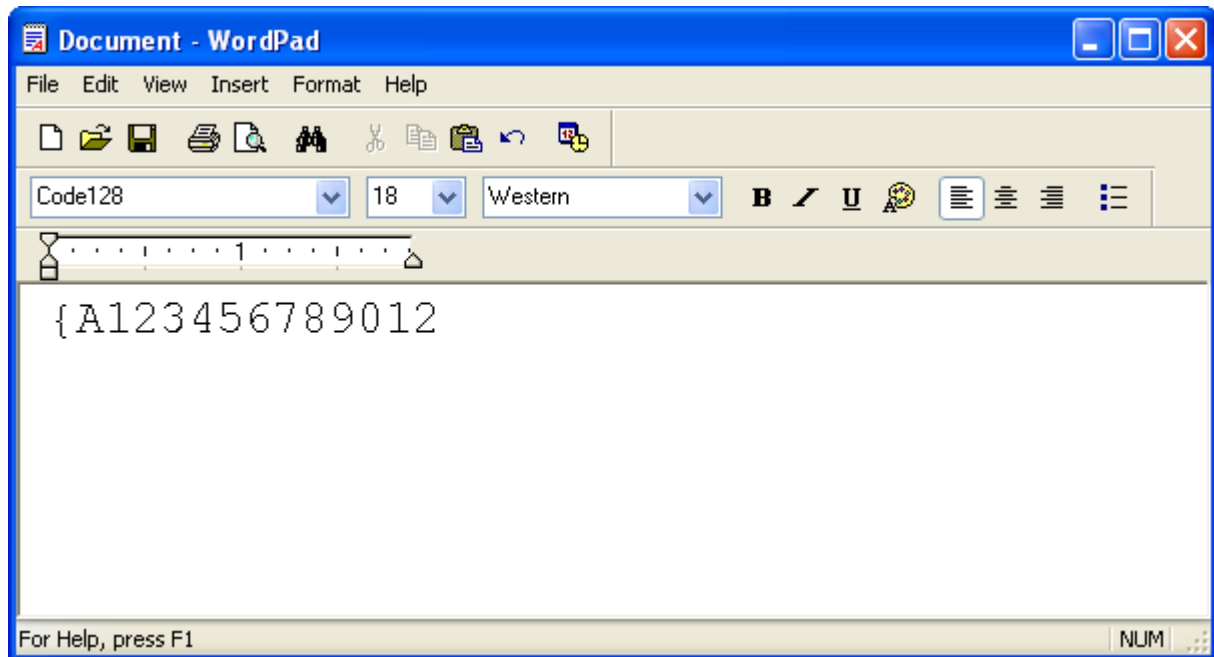 Document - WordPad
File Edit View Insert Format Help
Code128 18 Western B / U
1
{A123456789012
For Help, press F1 NUM